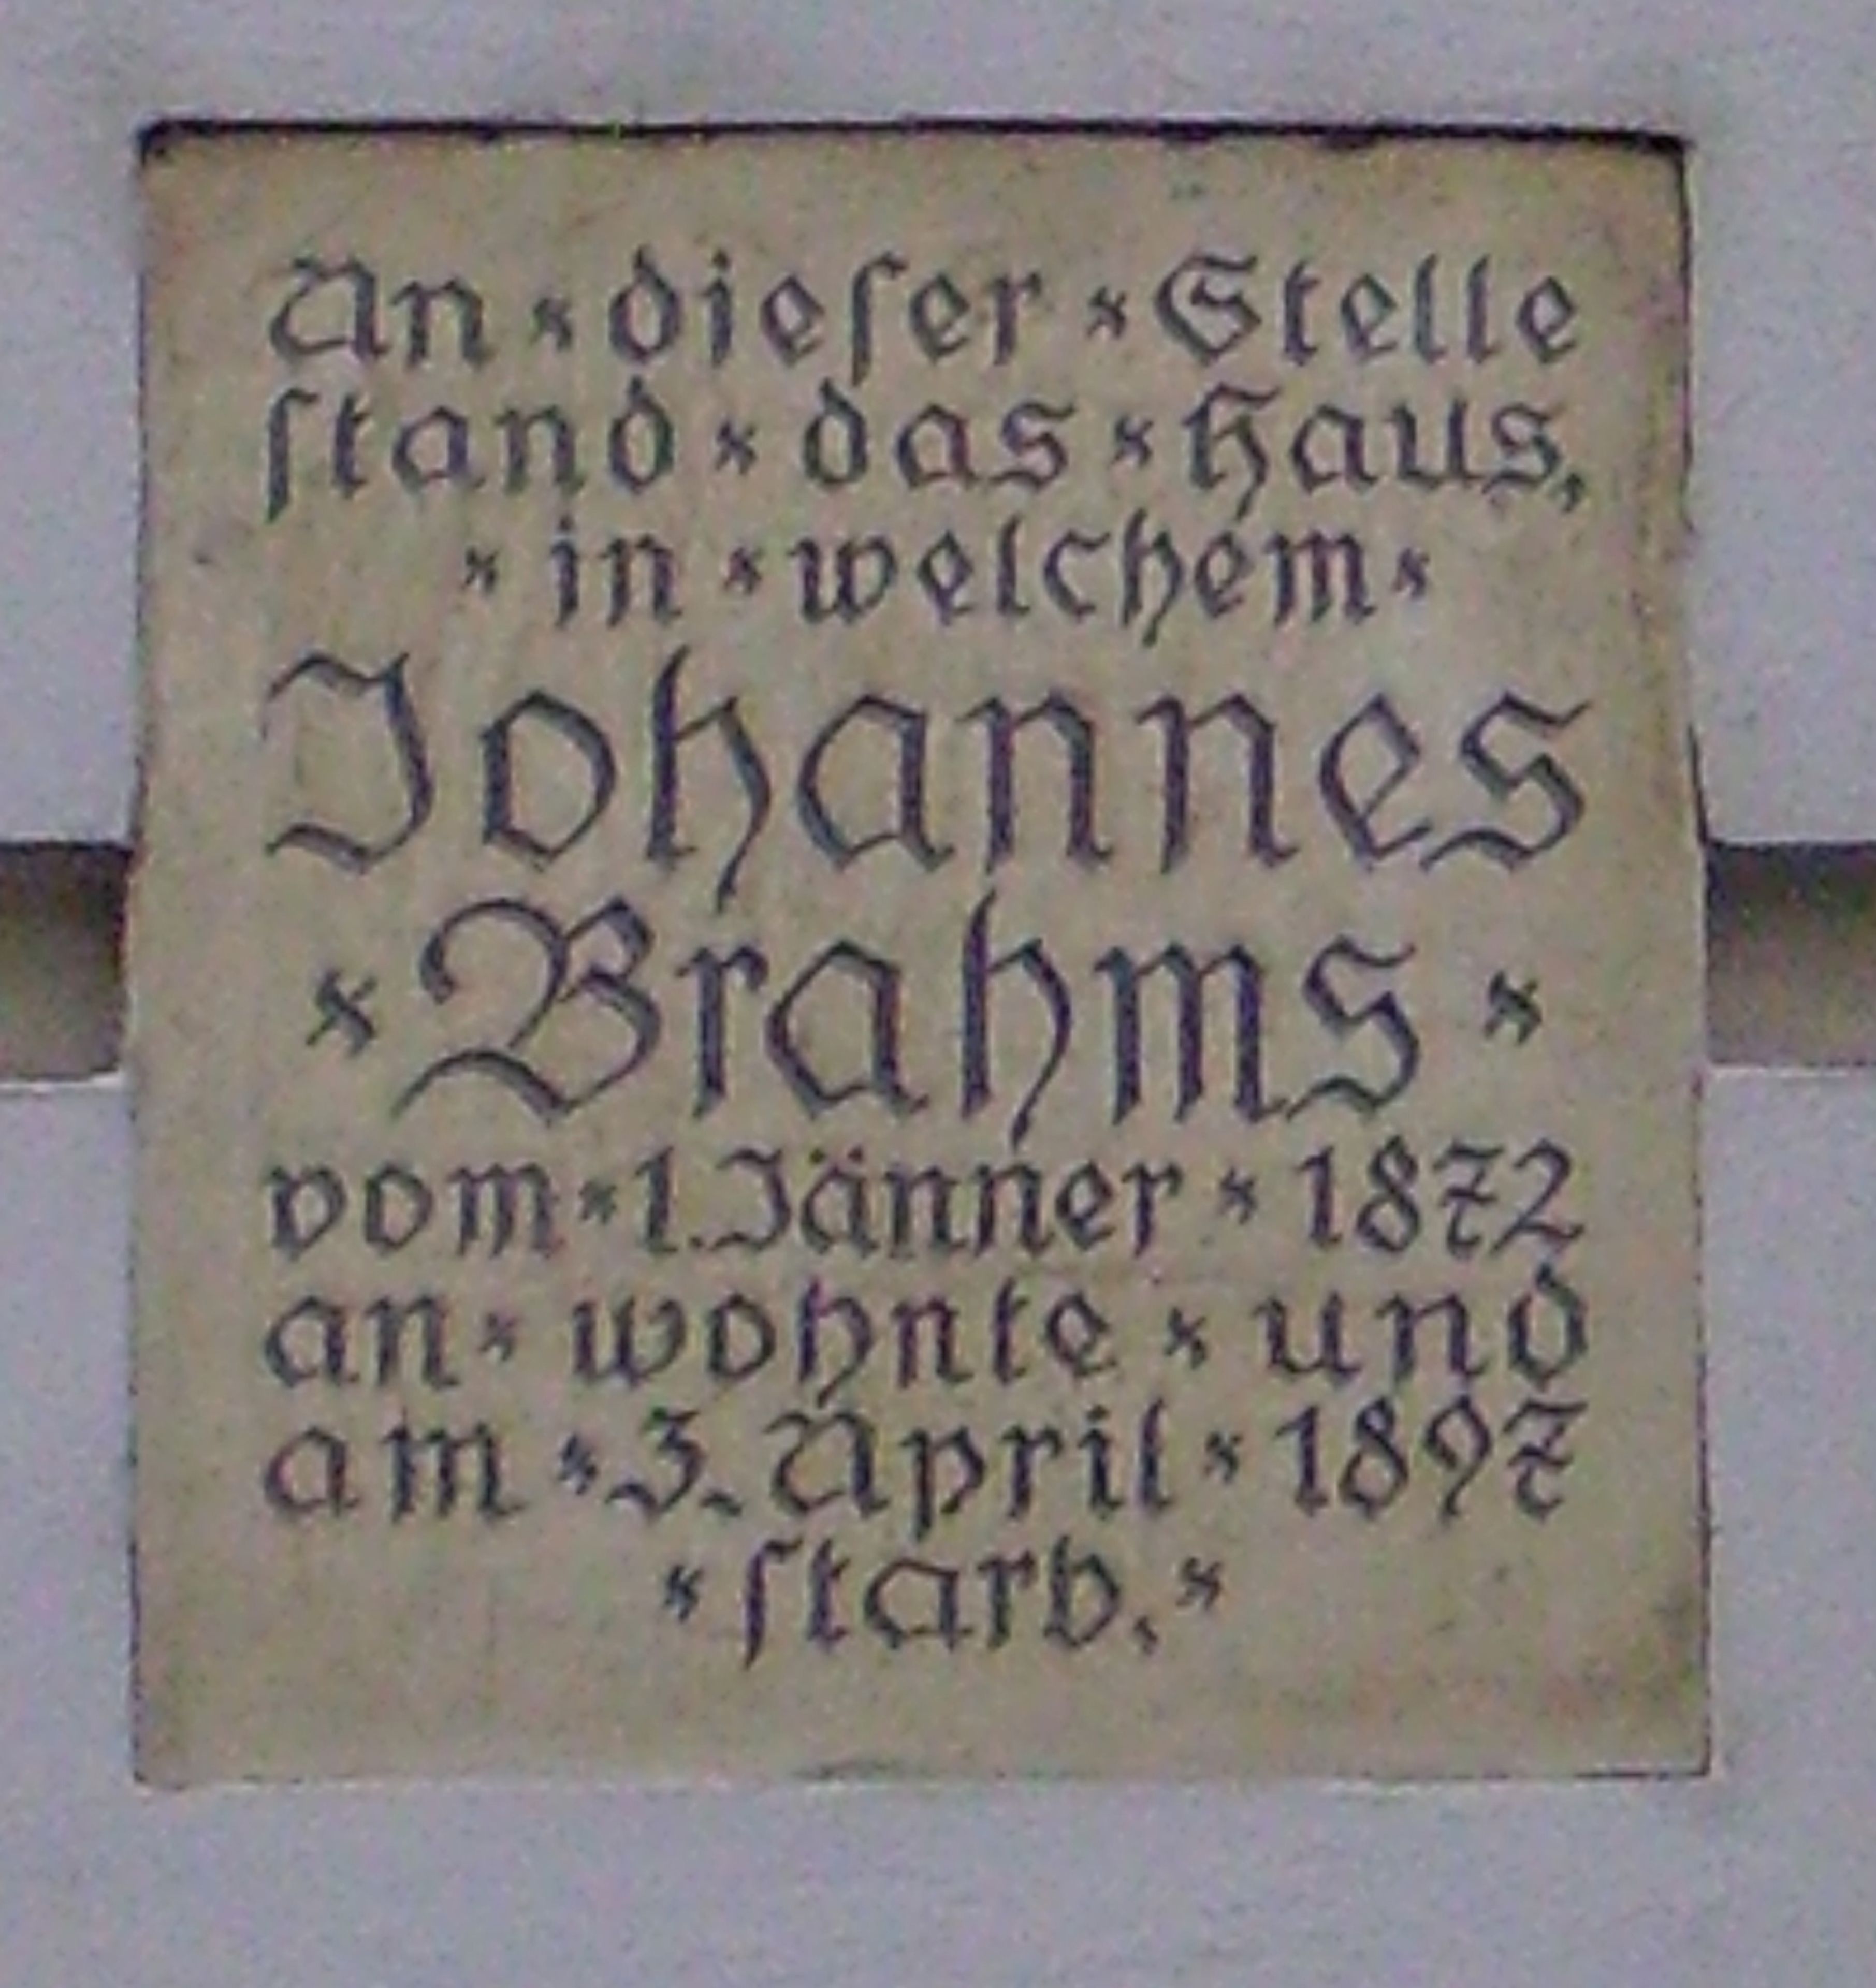 An × dieſer × Stelle
ſtand × das × Haus,
× in × welchem ×
Johannes
× Brahms ×
vom × 1. Jänner × 1872
an × wohnte × und
am × 3. April × 1897
× ſtarb. ×